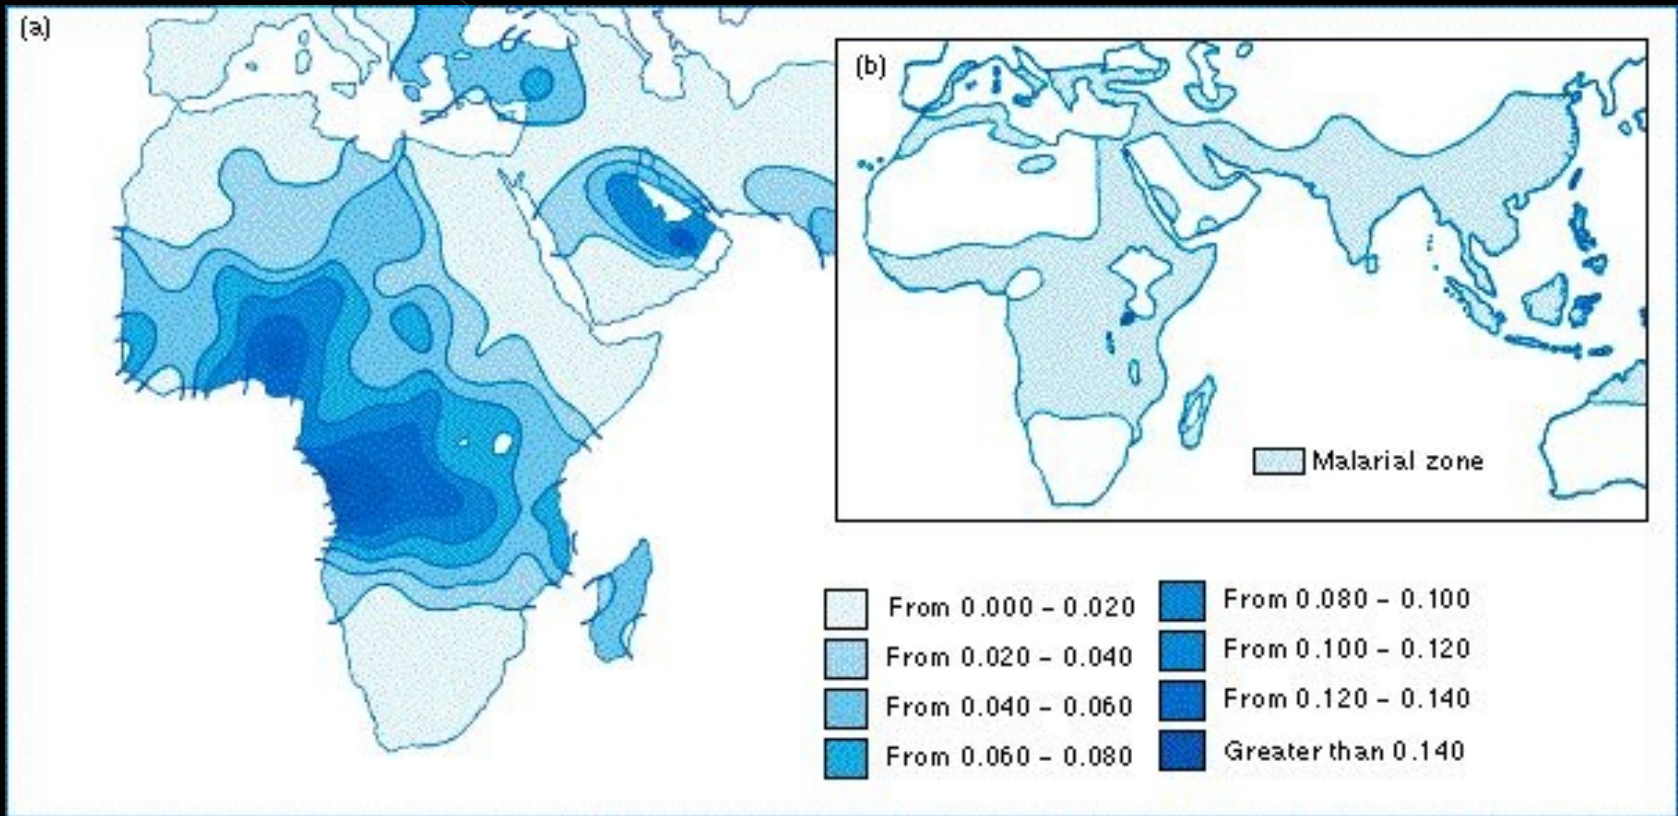 (a)
(b)
Malarial zone
From 0.000 – 0.020
From 0.020 – 0.040
From 0.040 – 0.060
From 0.060 – 0.080
From 0.080 – 0.100
From 0.100 – 0.120
From 0.120 – 0.140
Greater than 0.140